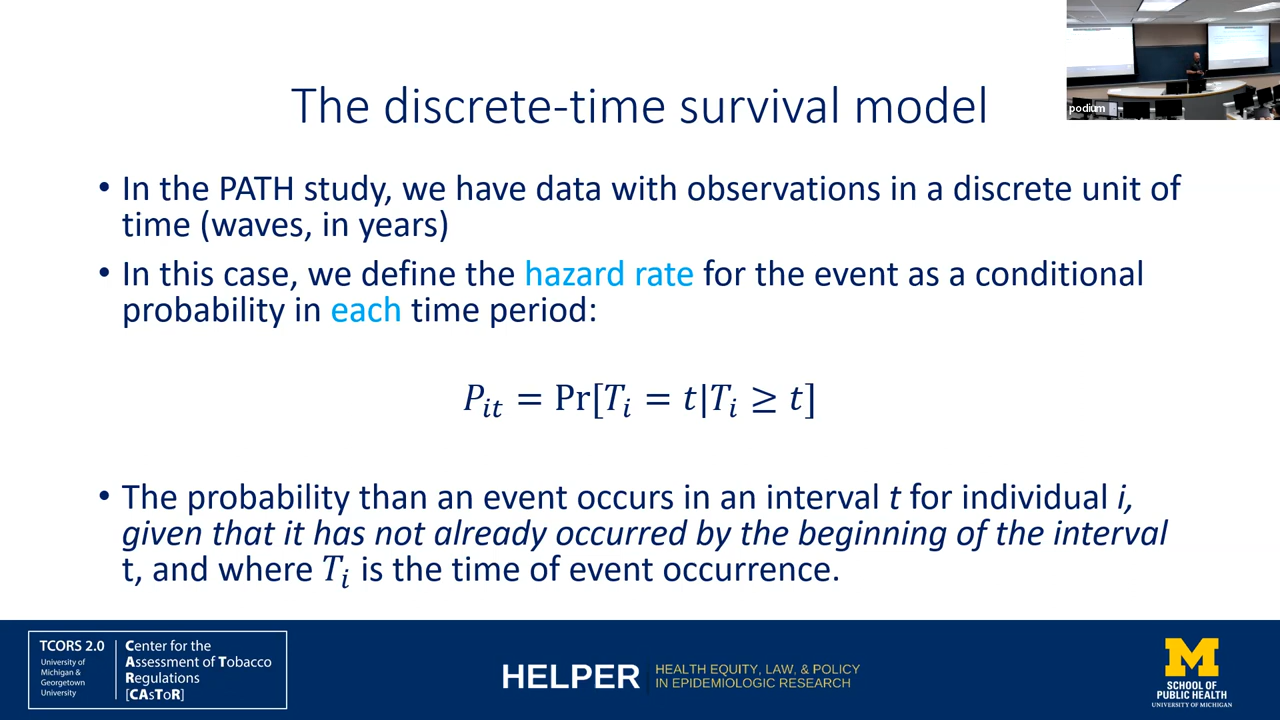 podium
The discrete-time survival model
• In the PATH study, we have data with observations in a discrete unit of
time (waves, in years)
• In this case, we define the hazard rate for the event as a conditional
probability in each time period:
𝑃𝑖𝑡 = Pr[𝑇𝑖 = 𝑡|𝑇𝑖 ≥ 𝑡]
• The probability than an event occurs in an interval t for individual i,
given that it has not already occurred by the beginning of the interval
t, and where 𝑇𝑖 is the time of event occurrence.
TCORS 2.0
University of
Michigan &
Georgetown
University
Center for the
Assessment of Tobacco
Regulations
[CAsToR]
HELPER
HEALTH EQUITY, LAW, & POLICY
IN EPIDEMIOLOGIC RESEARCH
M
SCHOOL OF
PUBLIC HEALTH
UNIVERSITY OF MICHIGAN